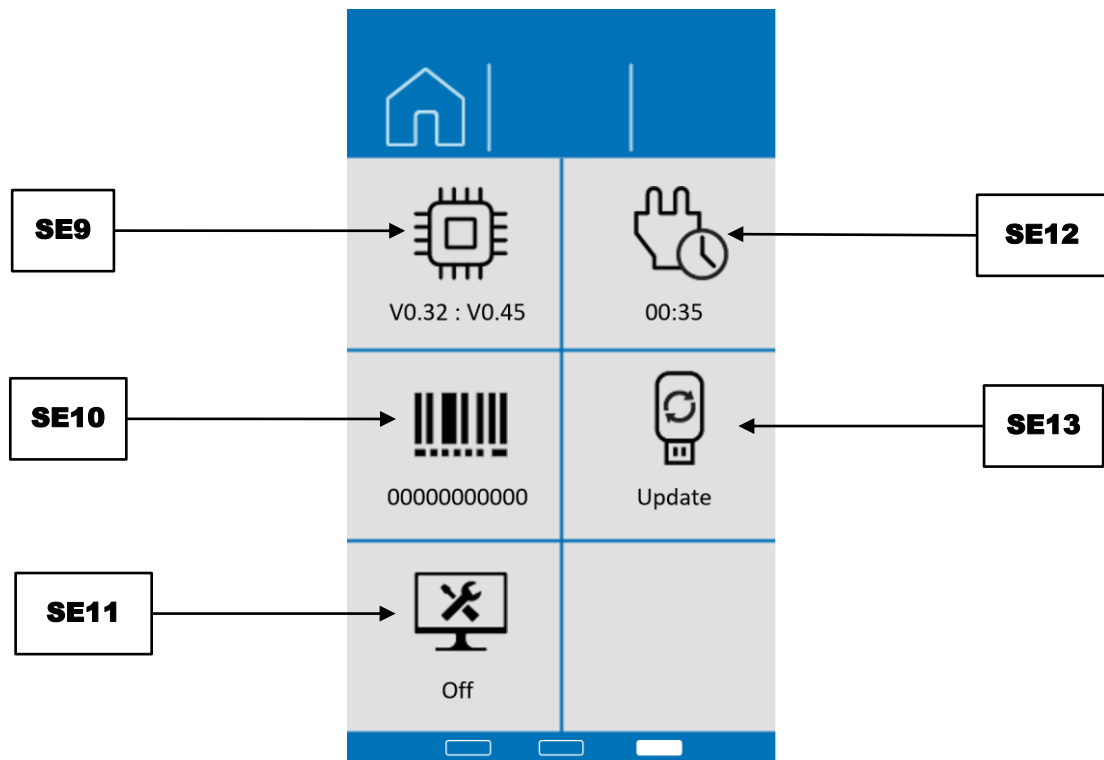 SE9
SE12
V0.32 : V0.45
00:35
SE10
SE13
00000000000
Update
SE11
Off